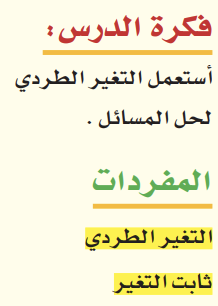 فكرة الدرس:
أستعمل التغير الطردي
لحل المسائل .
المفردات
التغير الطردي
ثابت التغير